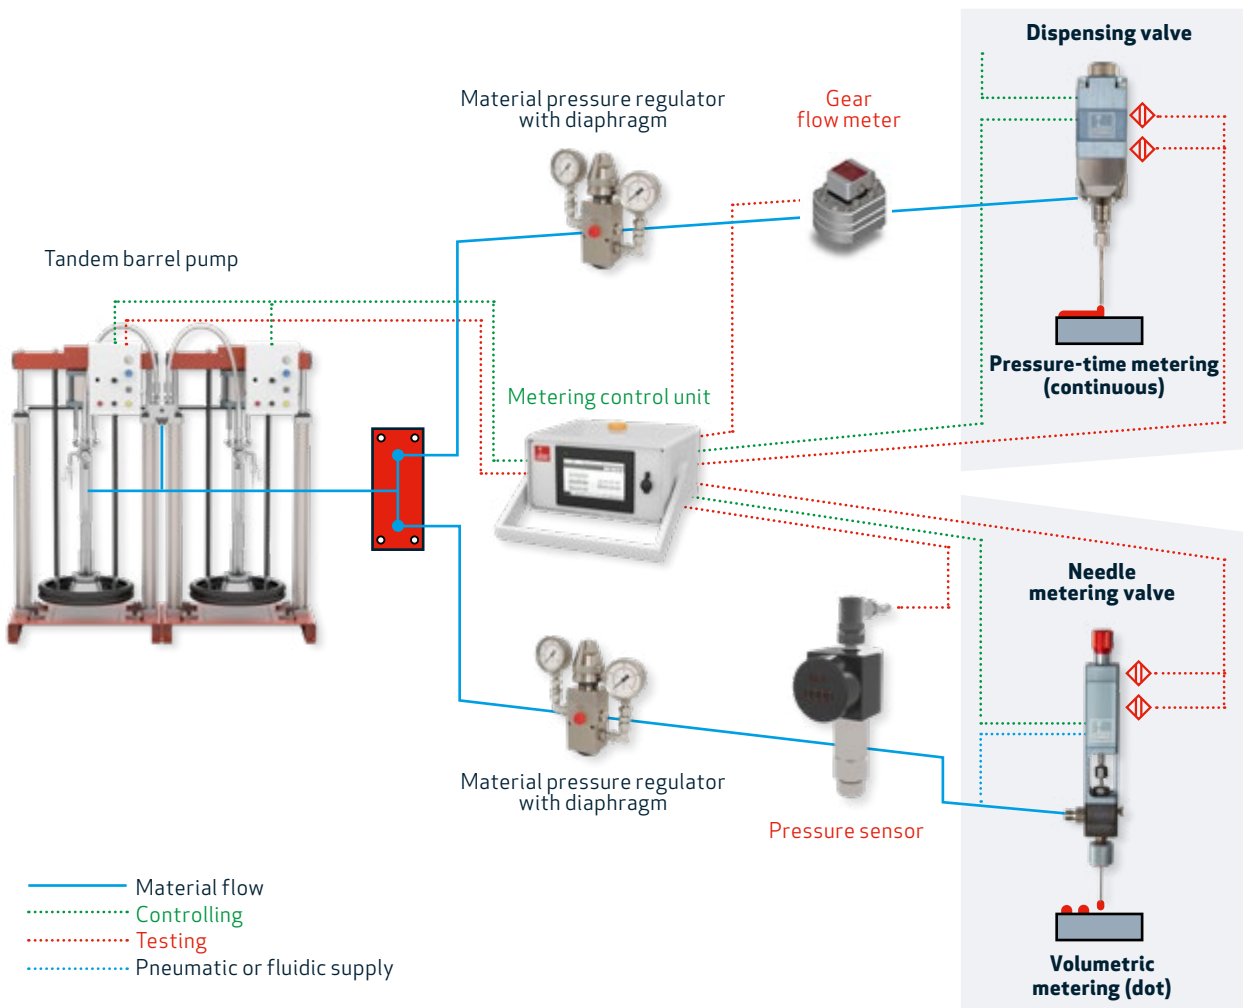 Dispensing valve
Material pressure regulator
with diaphragm
Gear
flow meter
Tandem barrel pump
Pressure-time metering
(continuous)
Metering control unit
Needle
metering valve
Material pressure regulator
with diaphragm
Pressure sensor
Material flow
Controlling
Testing
Pneumatic or fluidic supply
Volumetric
metering (dot)